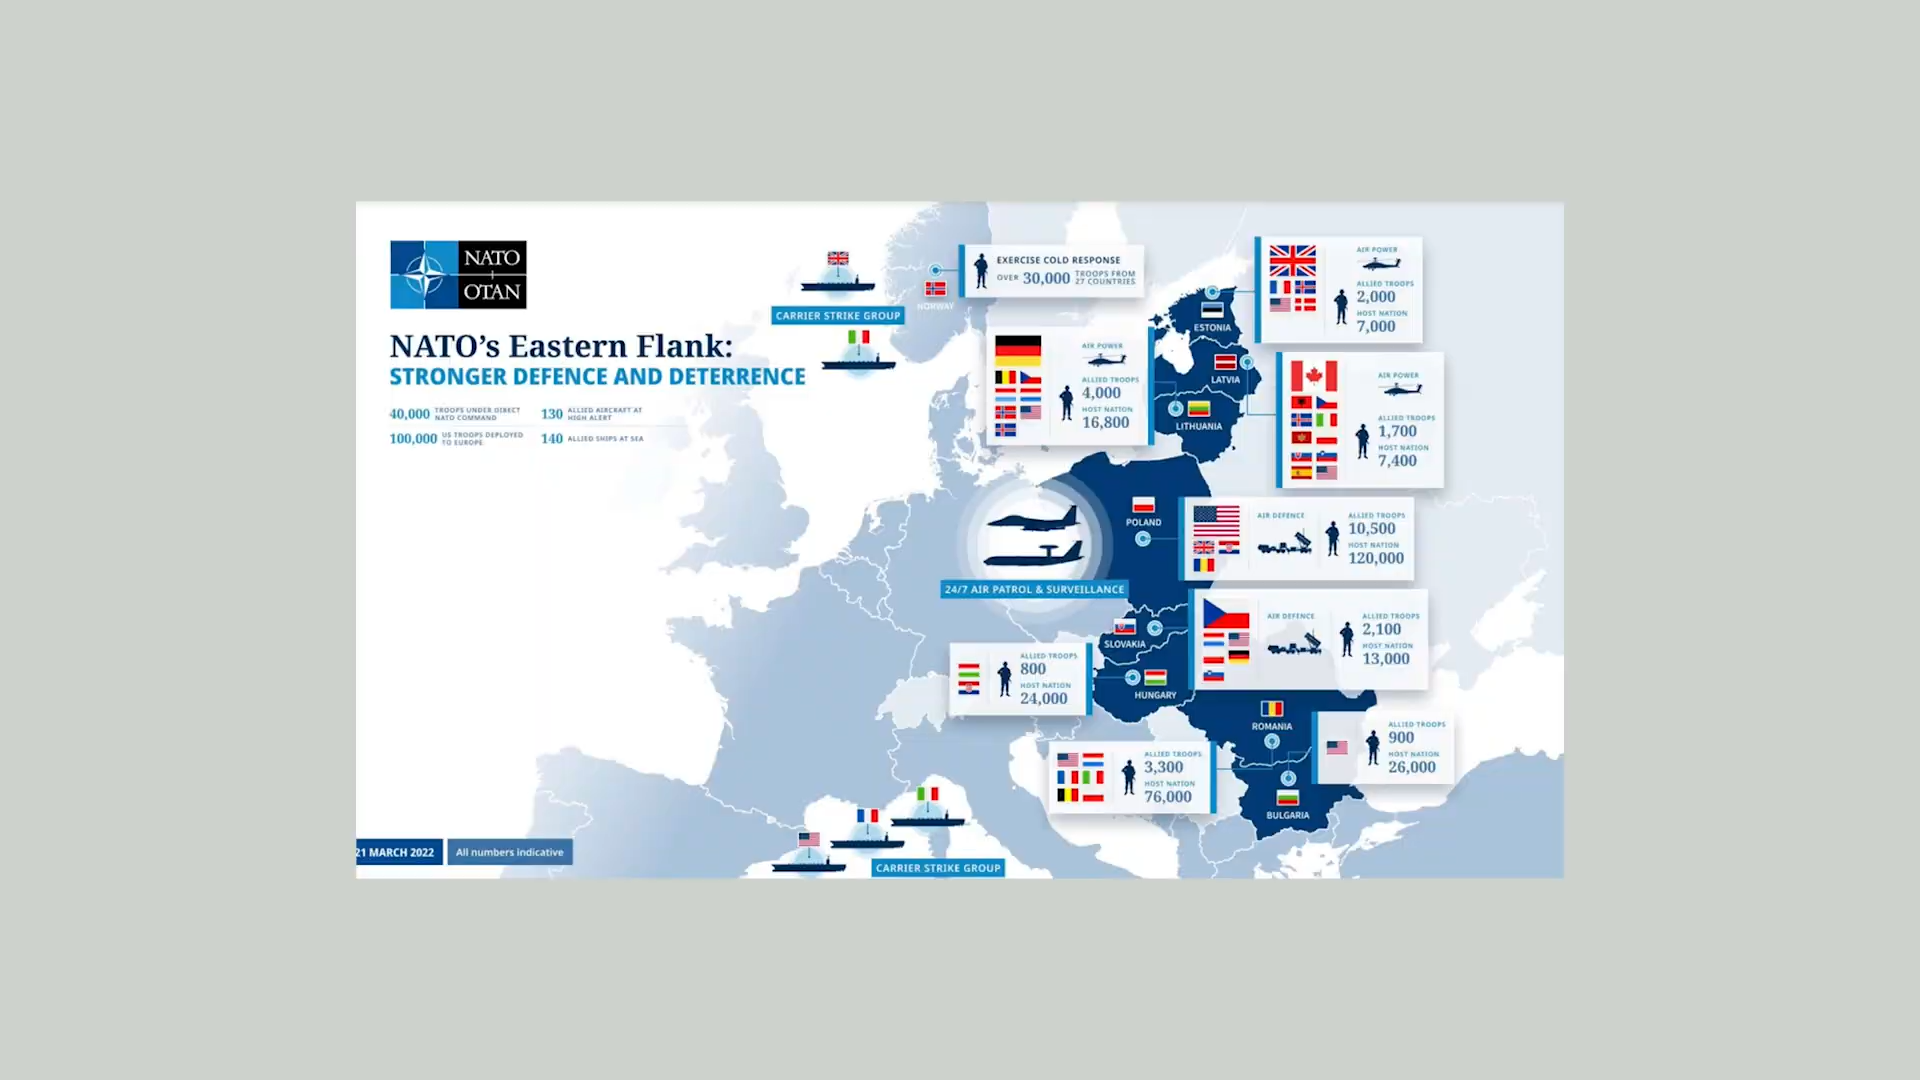 NATO
OTAN
NATO's Eastern Flank:
STRONGER DEFENCE AND DETERRENCE
40,000 TROOPS UNDER DIRECT NATO COMMAND
130 ALLIED AIRCRAFT AT HIGH ALERT
100,000 US TROOPS DEPLOYED TO EUROPE
140 ALLIED SHIPS AT SEA
CARRIER STRIKE GROUP
NORWAY
EXERCISE COLD RESPONSE
OVER 30,000 TROOPS FROM 27 COUNTRIES
AIR POWER
ALLIED TROOPS
2,000
HOST NATION
7,000
ESTONIA
AIR POWER
ALLIED TROOPS
4,000
HOST NATION
16,800
LATVIA
LITHUANIA
AIR POWER
ALLIED TROOPS
1,700
HOST NATION
7,400
POLAND
AIR DEFENCE
ALLIED TROOPS
10,500
HOST NATION
120,000
24/7 AIR PATROL & SURVEILLANCE
SLOVAKIA
AIR DEFENCE
ALLIED TROOPS
2,100
HOST NATION
13,000
ALLIED TROOPS
800
HOST NATION
24,000
HUNGARY
ROMANIA
ALLIED TROOPS
900
HOST NATION
26,000
ALLIED TROOPS
3,300
HOST NATION
76,000
BULGARIA
CARRIER STRIKE GROUP
21 MARCH 2022
All numbers indicative